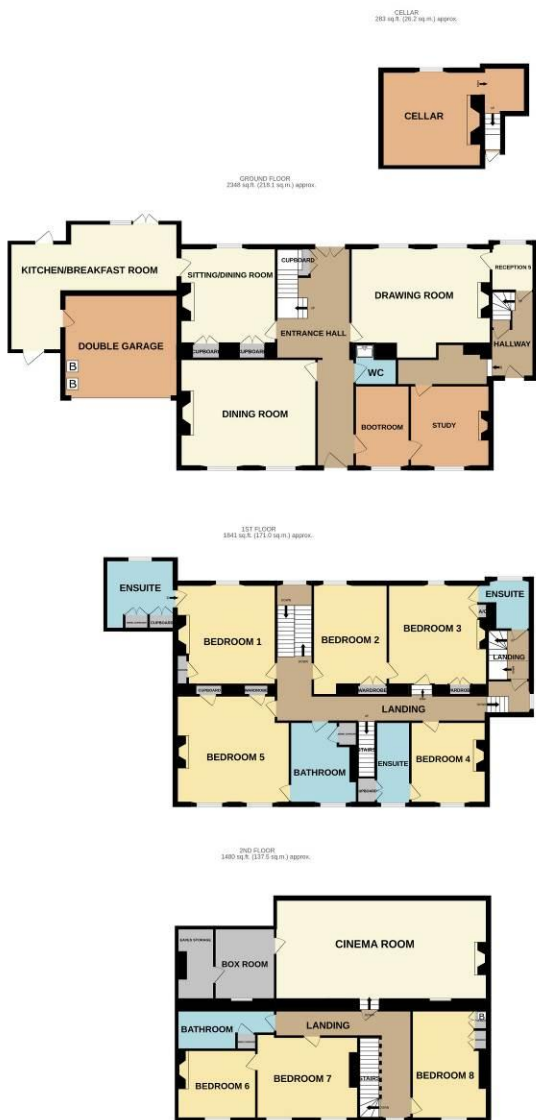 CELLAR
283 sq.ft. (26.2 sq.m.) approx.
CELLAR
GROUND FLOOR
2348 sq.ft. (218.1 sq.m.) approx.
KITCHEN/BREAKFAST ROOM
SITTING/DINING ROOM
CUPBOARD
DRAWING ROOM
RECEPTION 5
ENTRANCE HALL
HALLWAY
DOUBLE GARAGE
CUPBOARD
CUPBOARD
WC
B
B
DINING ROOM
BOOTROOM
STUDY
1ST FLOOR
1841 sq.ft. (171.0 sq.m.) approx.
ENSUITE
CUPBOARD
BEDROOM 1
BEDROOM 2
BEDROOM 3
ENSUITE
A/C
LANDING
CUPBOARD
WARDROBE
WARDROBE
WARDROBE
LANDING
BEDROOM 5
BATHROOM
STAIRS
ENSUITE
BEDROOM 4
CUPBOARD
2ND FLOOR
1480 sq.ft. (137.5 sq.m.) approx.
EAVES STORAGE
BOX ROOM
CINEMA ROOM
BATHROOM
LANDING
B
BEDROOM 6
BEDROOM 7
STAIRS
BEDROOM 8